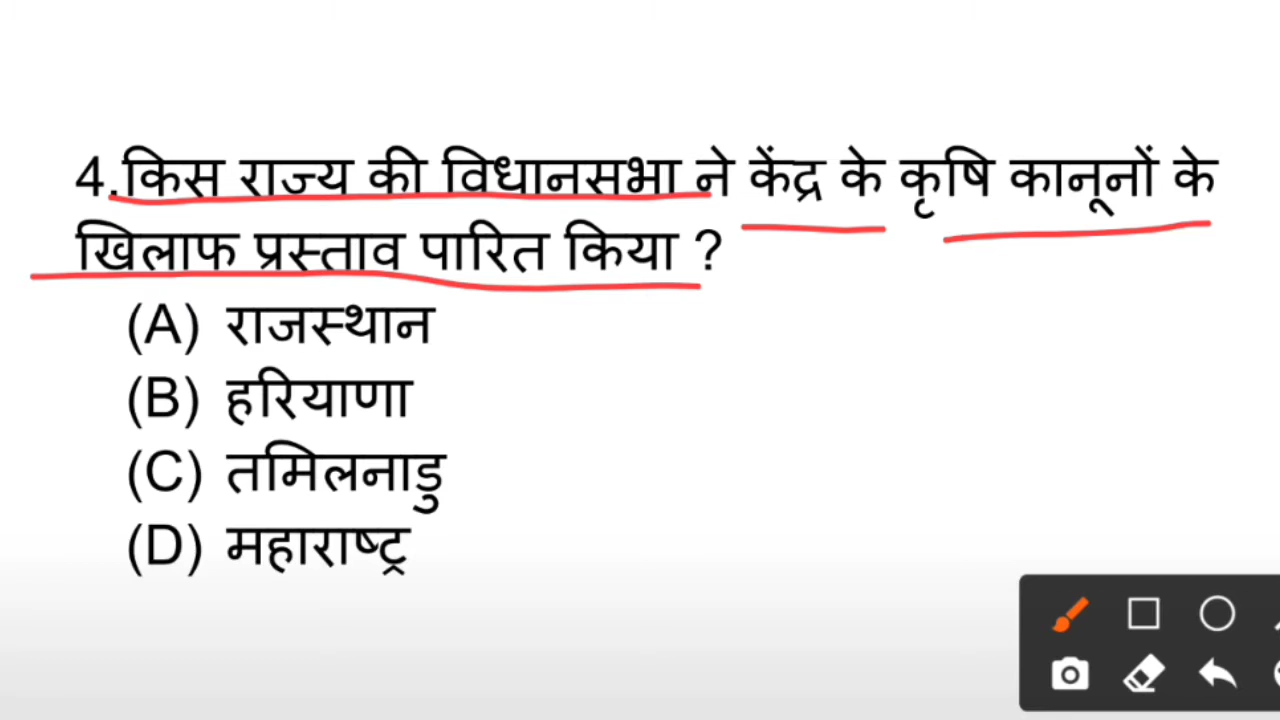 4.किस राज्य की विधानसभा ने केंद्र के कृषि कानूनों के
खिलाफ प्रस्ताव पारित किया ?
(A) राजस्थान
(B) हरियाणा
(C) तमिलनाडु
(D) महाराष्ट्र